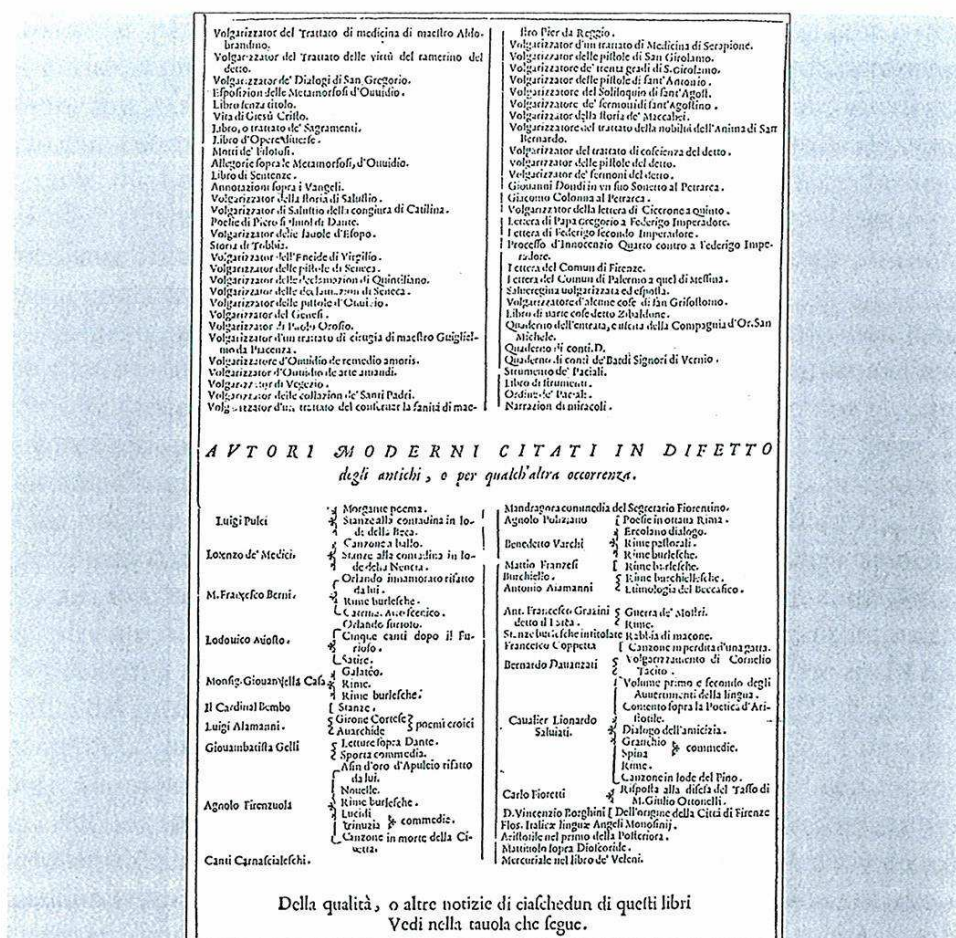 Volgarizzator del Trattato di medicina di maeſtro Aldo-
brandino.
Volgarizzator del Trattato delle virtù del ramerino del
detto.
Volgarizzator de' Dialogi di San Gregorio.
Eſpoſizion delle Metamorfoſi d'Ouuidio.
Libro ſenza titolo.
Vita di Gieſù Criſto.
Libro, o trattato de' Sagramenti.
Libro d'Opere diuerſe.
Motti de' Filoſofi.
Allegorie ſopra le Metamorfoſi, d'Ouuidio.
Libro di Sentenze.
Annotazioni ſopra i Vangeli.
Volgarizzator della ſtoria di Saluſtio.
Volgarizzator di Saluſtio della congiura di Catilina.
Poeſie di Piero figliuol di Dante.
Volgarizzator delle fauole d'Eſopo.
Storia di Tobbia.
Volgarizzator dell'Eneide di Virgilio.
Volgarizzator delle piſtole di Seneca.
Volgarizzator delle declamazion di Quintiliano.
Volgarizzator delle declamazion di Seneca.
Volgarizzator delle piſtole d'Ouuidio.
Volgarizzator del Geneſi.
Volgarizzator di Paolo Oroſio.
Volgarizzator d'un trattato di cirugia di maeſtro Guigliel-
mo da Piacenza.
Volgarizzatore d'Ouuidio de remedio amoris.
Volgarizzator d'Ouuidio de arte amandi.
Volgarizzator di Vegezio.
Volgarizzator delle collazion de' Santi Padri.
Volgarizzator d'un trattato del conſeruar la ſanità di mae-
ſtro Pier da Reggio.
Volgarizzator d'un trattato di Medicina di Serapione.
Volgarizzator delle piſtole di San Girolamo.
Volgarizzatore de' trenta gradi di S. Girolamo.
Volgarizzatore delle piſtole di ſant'Antonio.
Volgarizzatore del Soliloquio di ſant'Agoſt.
Volgarizzatore de' ſermoni di ſant'Agoſtino.
Volgarizzator della ſtoria de' Maccabei.
Volgarizzatore del trattato della nobiltà dell'Anima di San
Bernardo.
Volgarizzator del trattato di coſcienza del detto.
Volgarizzator delle piſtole del detto.
Volgarizzator de' ſermoni del detto.
Giouanni Dondi in vn ſuo Sonetto al Petrarca.
Giacomo Colonna al Petrarca.
Volgarizzator della lettera di Cicerone a Quinto.
Lettera di Papa Gregorio a Federigo Imperadore.
Lettera di Federigo ſecondo Imperadore.
Proceſſo d'Innocenzio Quarto contro a Federigo Impe-
radore.
Lettera del Comun di Firenze.
Lettera del Comun di Palermo a quel di Meſſina.
Salueregina volgarizzata ed eſpoſta.
Volgarizzatore d'alcune coſe di ſan Griſoſtomo.
Libro di uarie coſe detto Zibaldone.
Quaderno dell'entrata, e uſcita della Compagnia d'Or. San
Michele.
Quaderno di conti. D.
Quaderno di conti de' Bardi Signori di Vernio.
Strumento de' Paciali.
Libro di ſtrumenti.
Ordine de' Paciali.
Narrazion di miracoli.
AVTORI MODERNI CITATI IN DIFETTO
degli antichi, o per qualch'altra occorrenza.
Luigi Pulci
Morgante poema.
Stanze alla contadina in lo-
de della Beca.
Lorenzo de' Medici.
Canzone a ballo.
Stanze alla contadina in lo-
de della Nencia.
M. Franceſco Berni.
Orlando innamorato rifatto
da lui.
Rime burleſche.
Catrina. Atto ſcenico.
Lodouico Arioſto.
Orlando furioſo.
Cinque canti dopo il Fu-
rioſo.
Satire.
Monſig. Giouan della Caſa
Galateo.
Rime.
Rime burleſche.
Il Cardinal Bembo
Stanze.
Luigi Alamanni.
Girone Corteſe
Auarchide
poemi eroici
Giouambatiſta Gelli
Letture ſopra Dante.
Sporta commedia.
Agnolo Firenzuola
Aſin d'oro d'Apuleio rifatto
da lui.
Nouelle.
Rime burleſche.
Lucidi
Trinuzia
commedie.
Canzone in morte della Ci-
uetta.
Canti Carnaſcialeſchi.
Mandragora commedia del Segretario Fiorentino.
Agnolo Poliziano
Poeſie in ottaua Rima.
Benedetto Varchi
Ercolano dialogo.
Rime paſtorali.
Rime burleſche.
Mattio Franzeſi
Rime burleſche.
Burchiello.
Rime burchielleſche.
Antonio Alamanni
Etimologia del Beccafico.
Ant. Franceſco Grazini
detto il Laſca.
Guerra de' Moſtri.
Rime.
Stanze burleſche intitolate Rabbia di macone.
Franceſco Coppetta
Canzone in perdita d'una gatta.
Bernardo Dauanzati
Volgarizzamento di Cornelio
Tacito.
Caualier Lionardo
Saluiati.
Volume primo e ſecondo degli
Auuertimenti della lingua.
Comento ſopra la Poetica d'Ari-
ſtotile.
Dialogo dell'amicizia.
Granchio
Spina
commedie.
Rime.
Canzone in lode del Pino.
Carlo Fioretti
Riſpoſta alla difeſa del Taſſo di
M. Giulio Ottonelli.
D. Vincenzio Borghini
Dell'origine della Città di Firenze
Flos. Italicæ linguæ Angeli Monoſinij.
Ariſtotile nel primo della Poſteriora.
Mattiuolo ſopra Dioſcoride.
Mercuriale nel libro de' Veleni.
Della qualità, o altre notizie di ciaſchedun di queſti libri
Vedi nella tauola che ſegue.